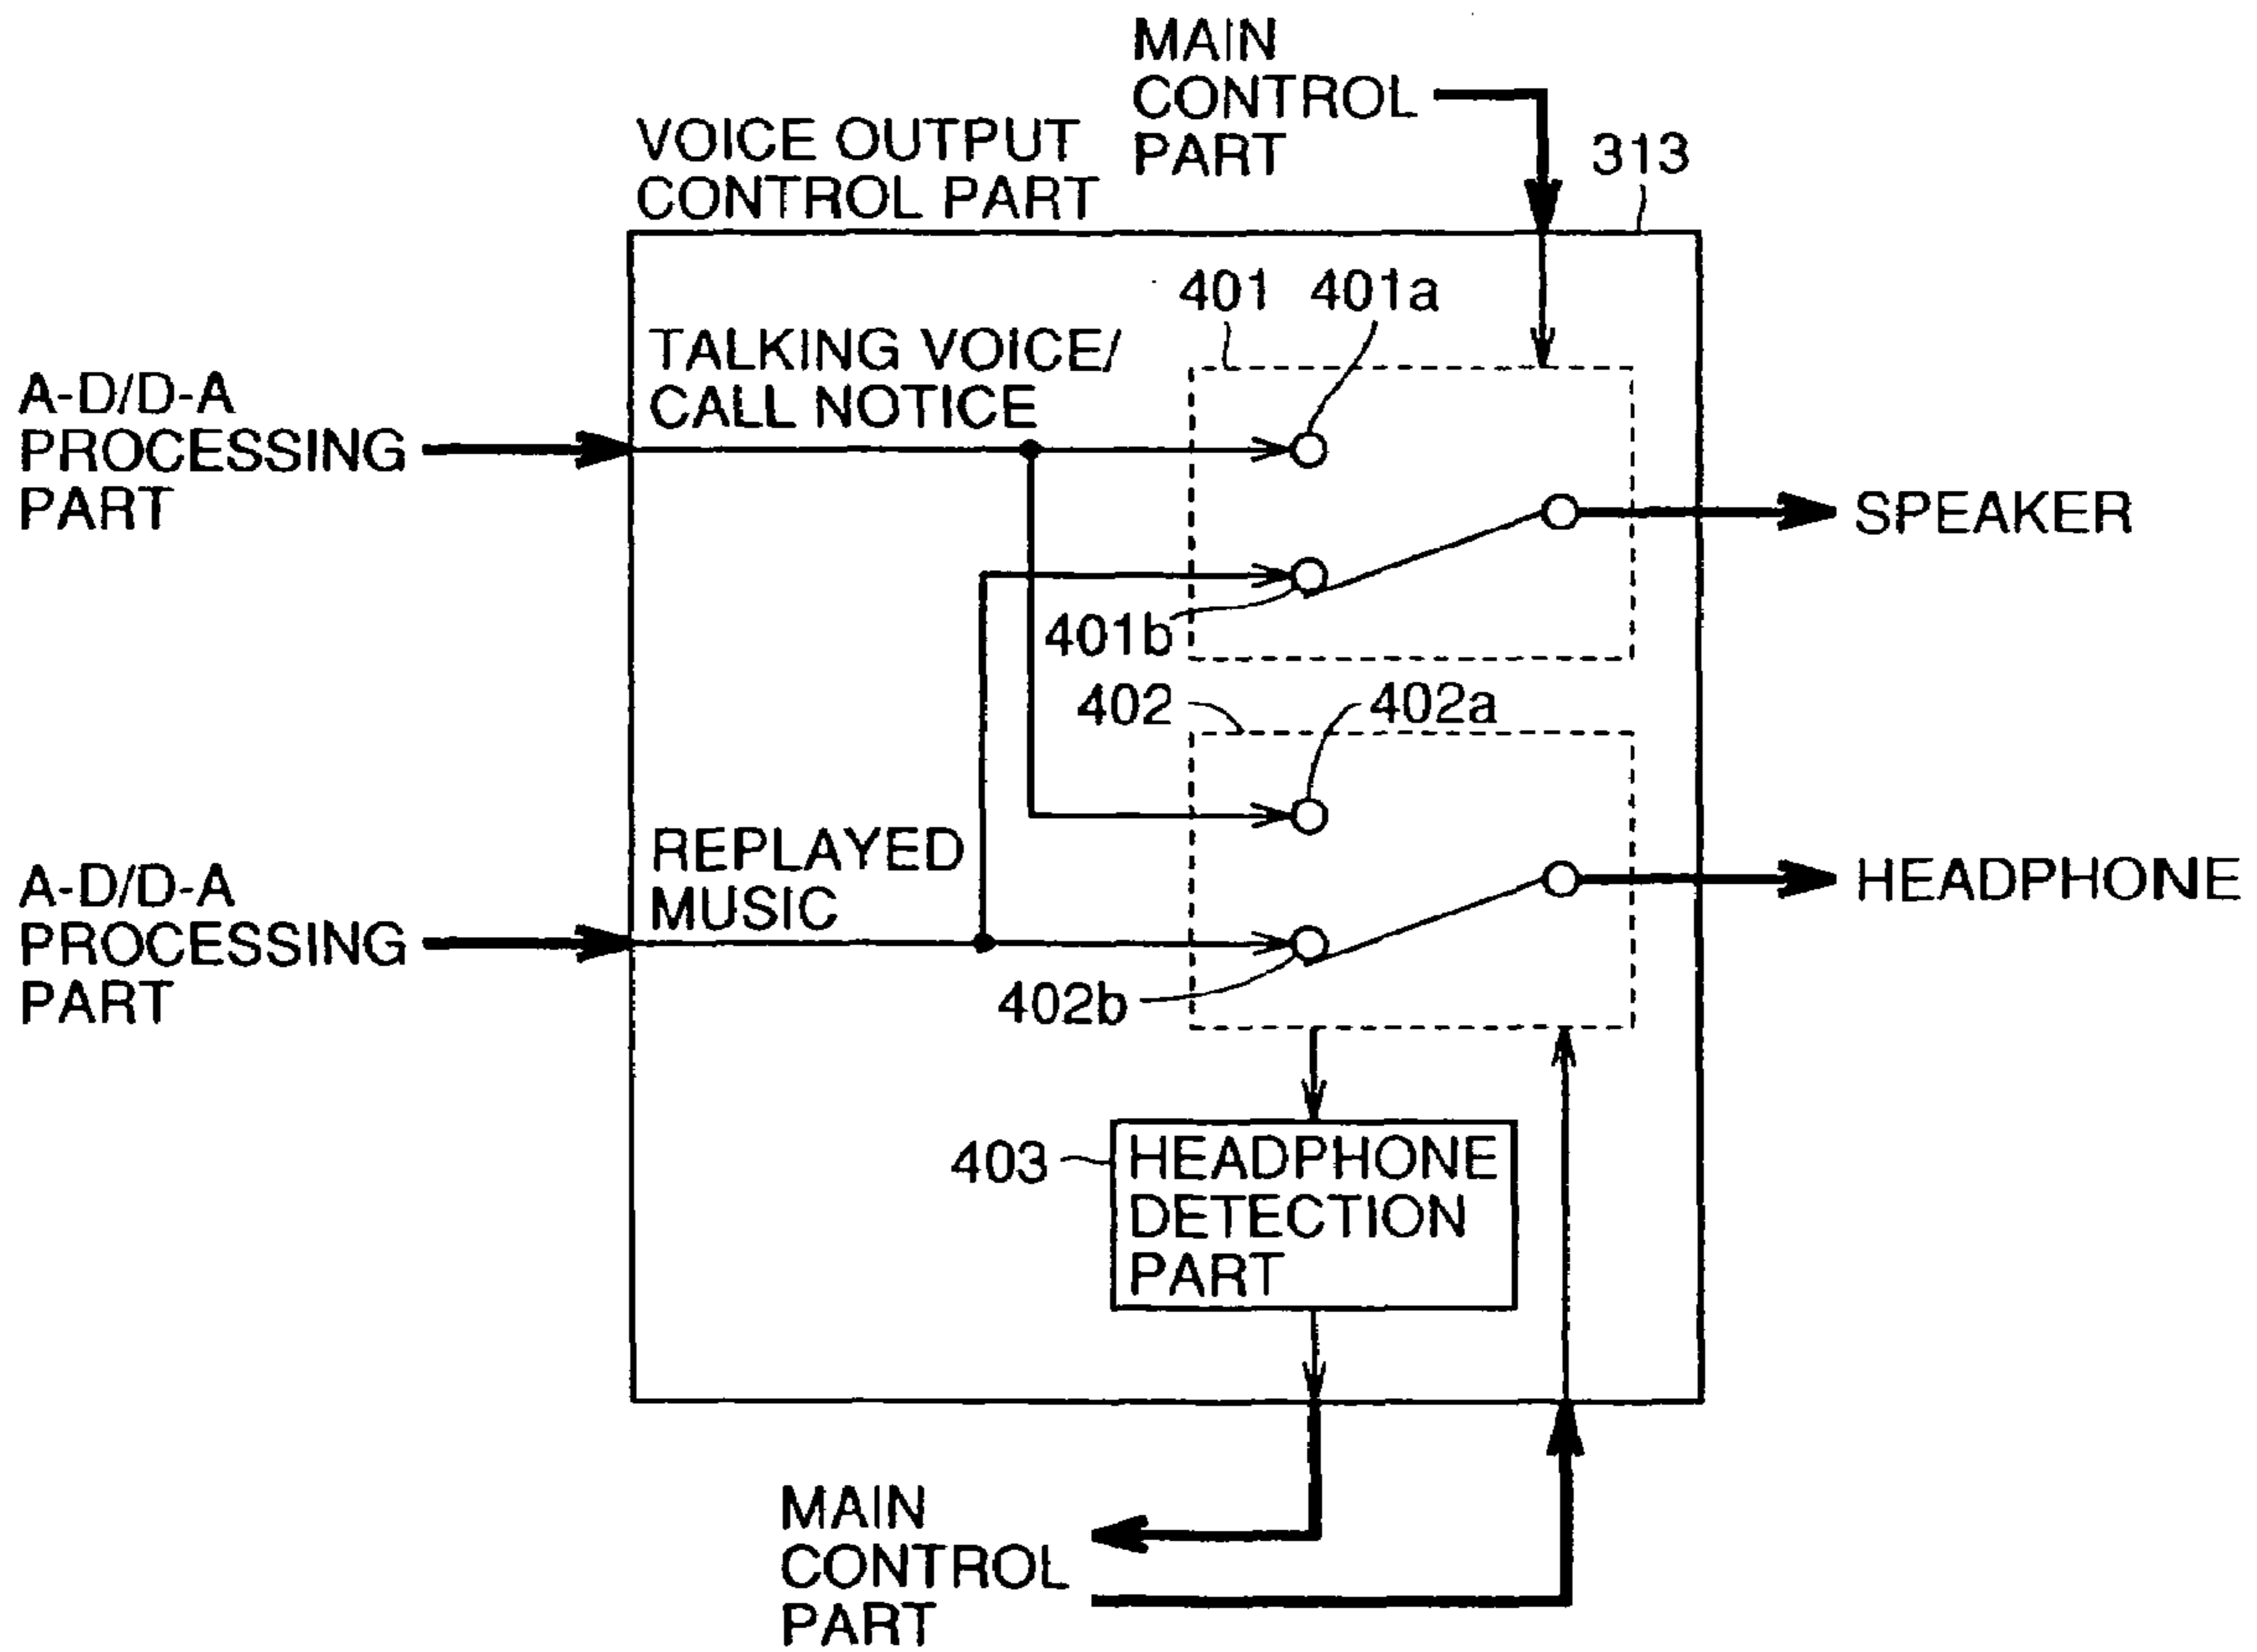 MAIN
CONTROL
PART
VOICE OUTPUT
CONTROL PART
313
401 401a
TALKING VOICE/
CALL NOTICE
A-D/D-A
PROCESSING
PART
SPEAKER
401b
402 402a
REPLAYED
MUSIC
A-D/D-A
PROCESSING
PART
HEADPHONE
402b
403
HEADPHONE
DETECTION
PART
MAIN
CONTROL
PART